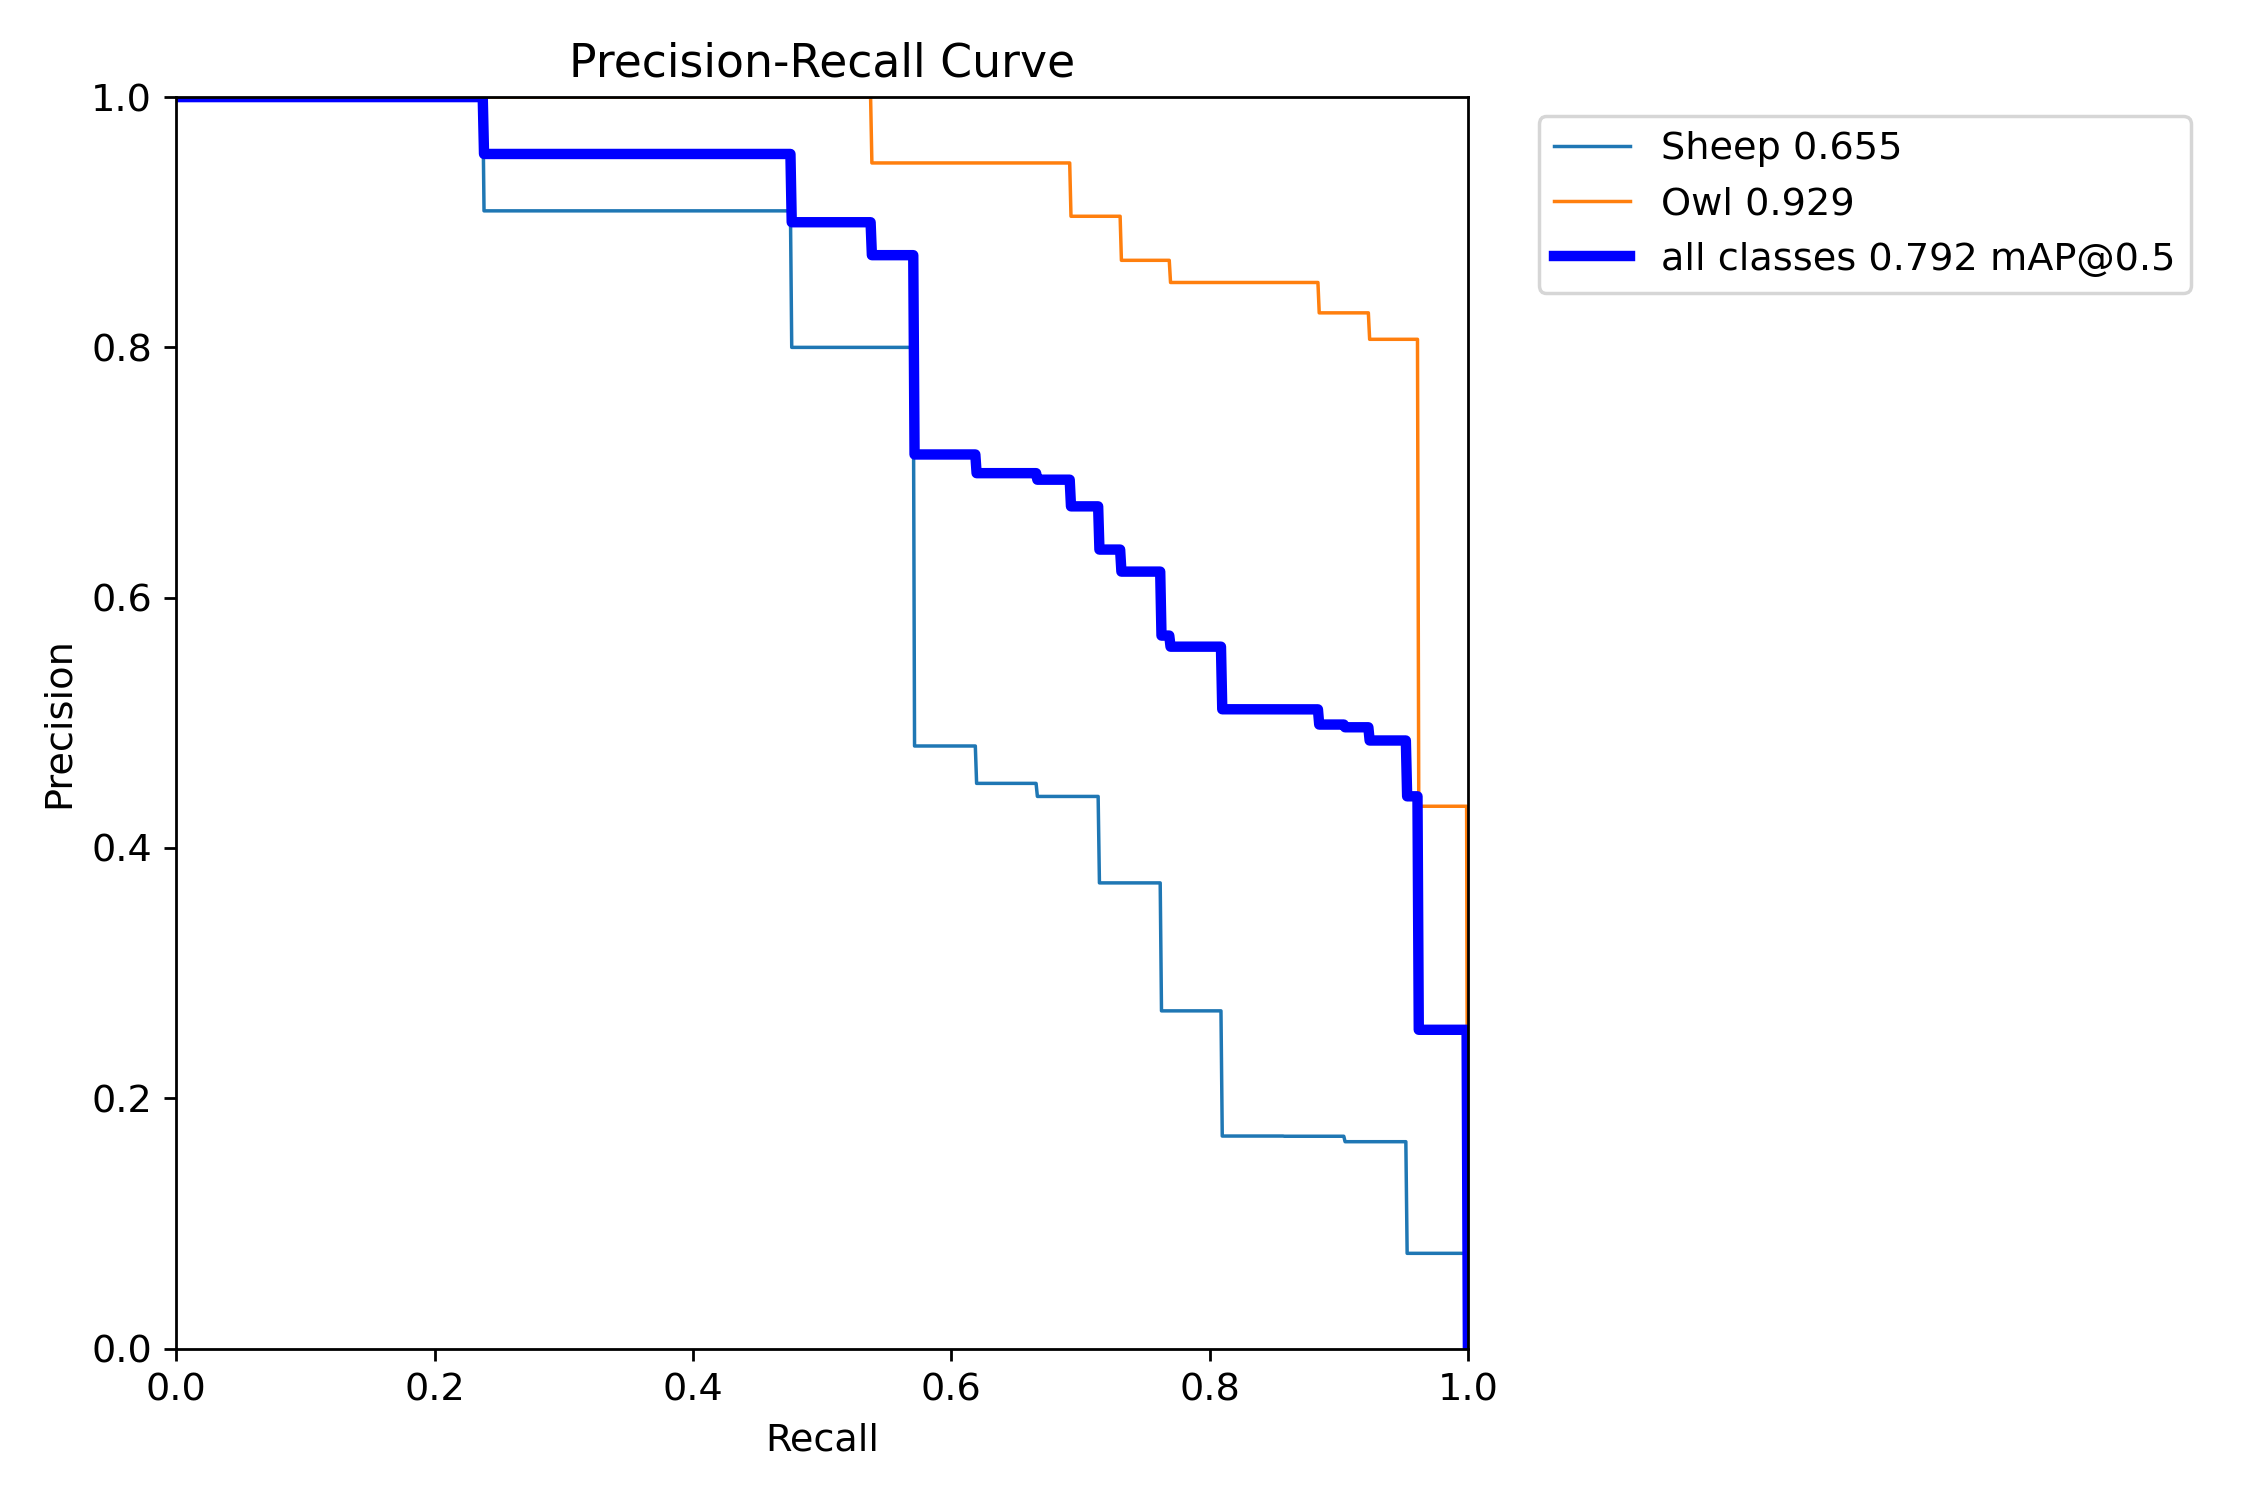 Precision-Recall Curve
1.0
0.8
0.6
0.4
0.2
0.0
Precision
0.0 0.2 0.4 0.6 0.8 1.0
Recall
Sheep 0.655
Owl 0.929
all classes 0.792 mAP@0.5